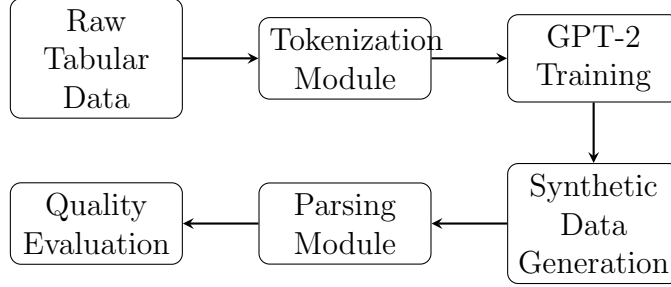 Raw
Tabular
Data
Tokenization
Module
GPT-2
Training
Synthetic
Data
Generation
Parsing
Module
Quality
Evaluation